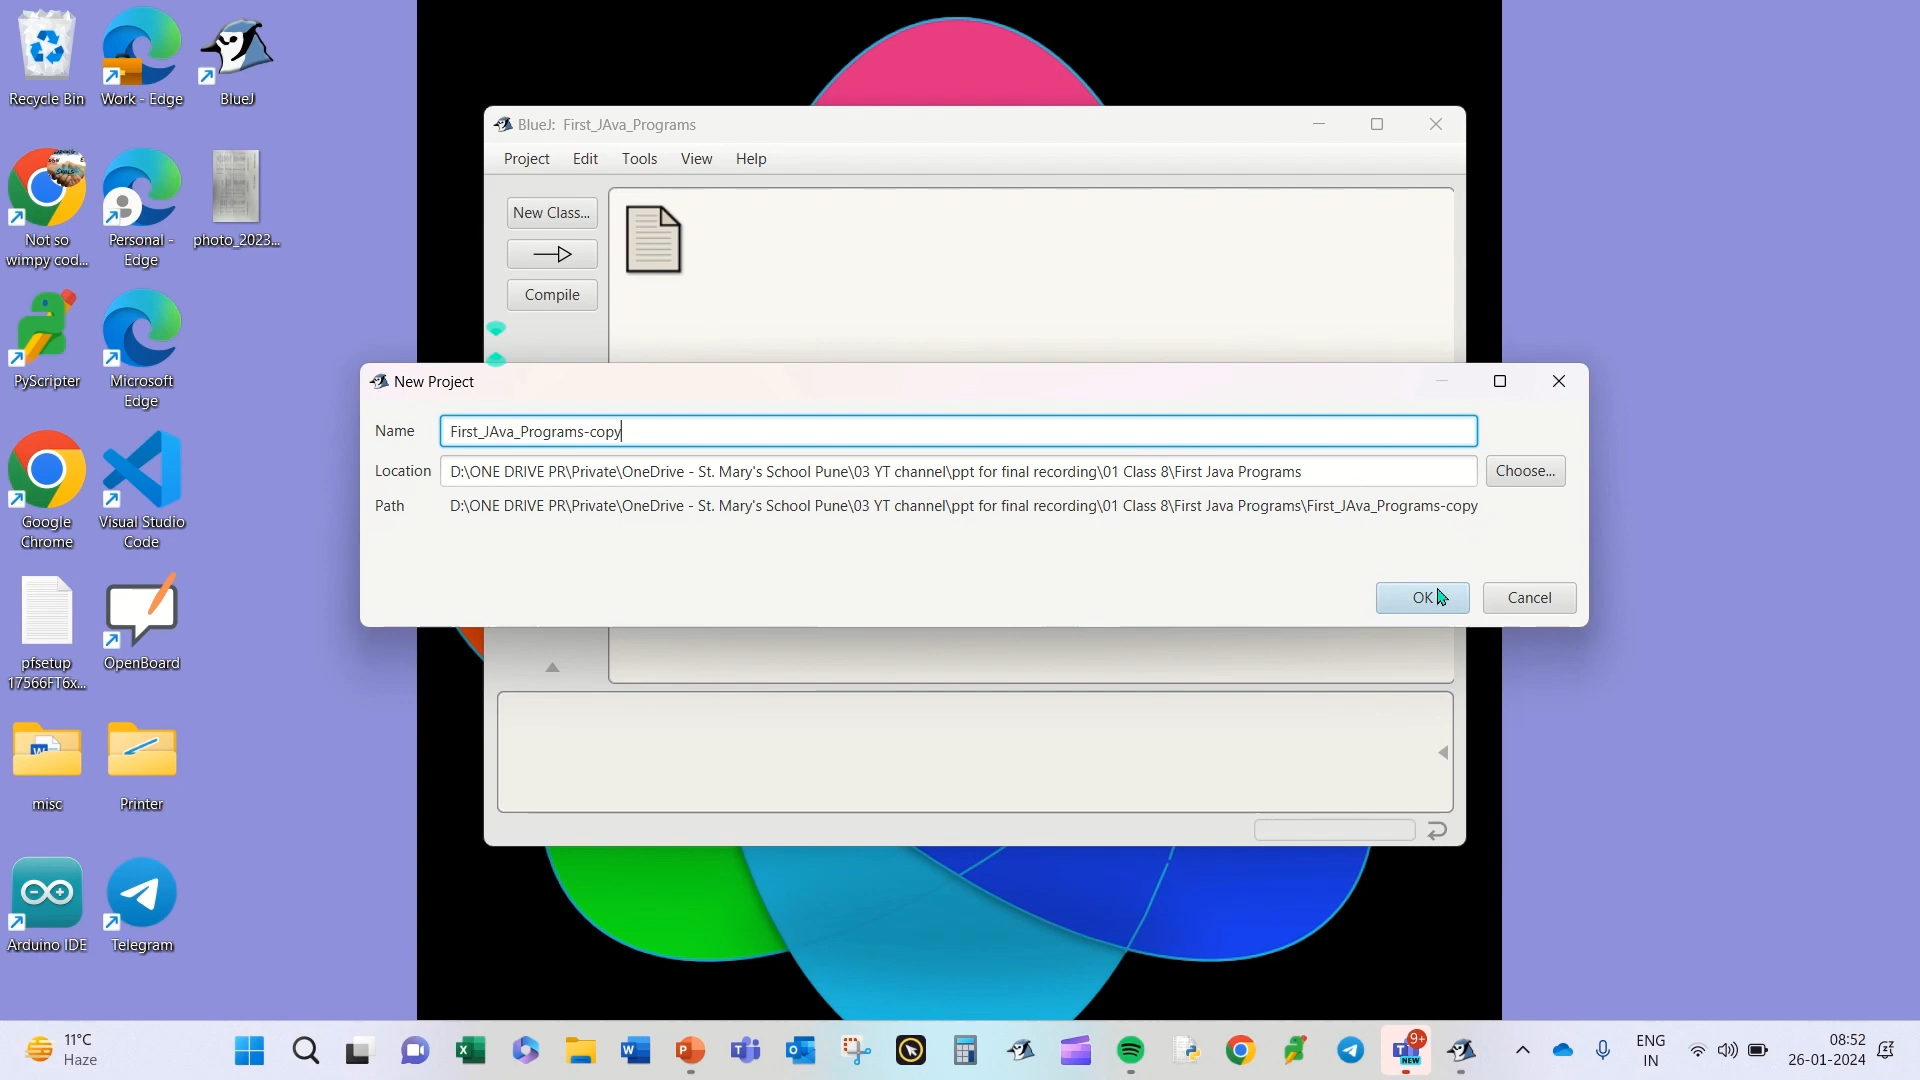 Recycle Bin
Work - Edge
BlueJ
Not so
wimpy cod...
Personal -
Edge
photo_2023...
PyScripter
Microsoft
Edge
Google
Chrome
Visual Studio
Code
pfsetup
17566FT6x...
OpenBoard
misc
Printer
Arduino IDE
Telegram
BlueJ: First_JAva_Programs
Project Edit Tools View Help
New Class...
Compile
New Project
Name First_JAva_Programs-copy
Location D:\ONE DRIVE PR\Private\OneDrive - St. Mary's School Pune\03 YT channel\ppt for final recording\01 Class 8\First Java Programs Choose...
Path D:\ONE DRIVE PR\Private\OneDrive - St. Mary's School Pune\03 YT channel\ppt for final recording\01 Class 8\First Java Programs\First_JAva_Programs-copy
OK Cancel
11°C
Haze
9+
NEW
ENG
IN
08:52
26-01-2024